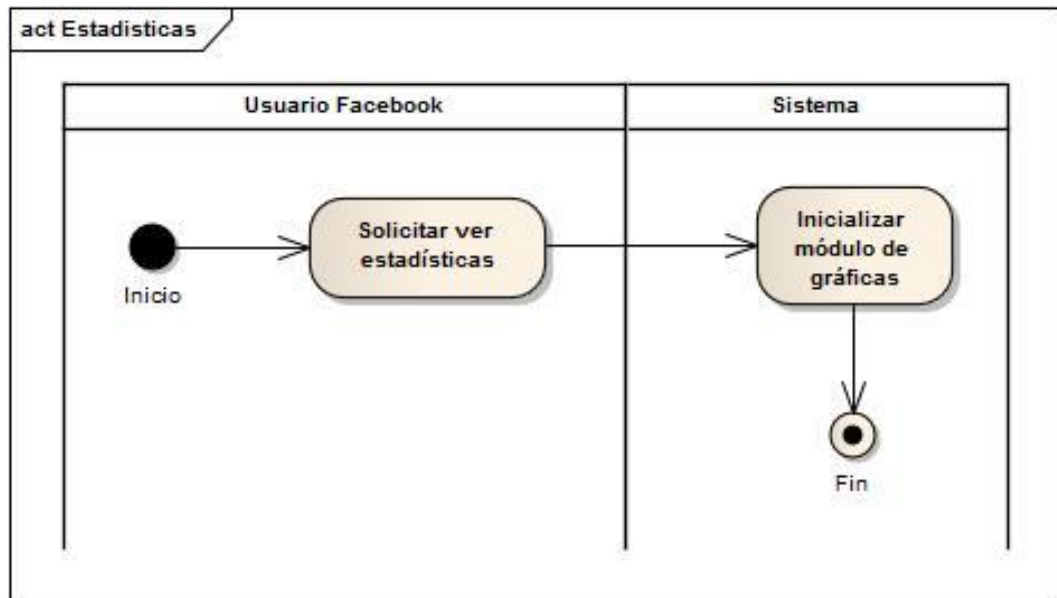 act Estadisticas
Usuario Facebook
Sistema
Inicio
Solicitar ver
estadísticas
Inicializar
módulo de
gráficas
Fin